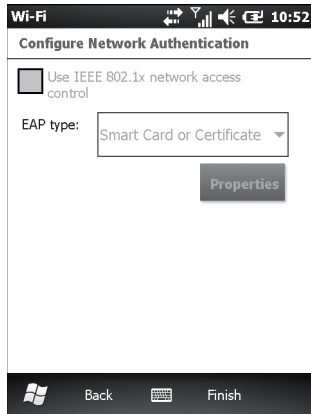 Wi-Fi 10:52
Configure Network Authentication
Use IEEE 802.1x network access
control
EAP type:
Smart Card or Certificate
Properties
Back Finish